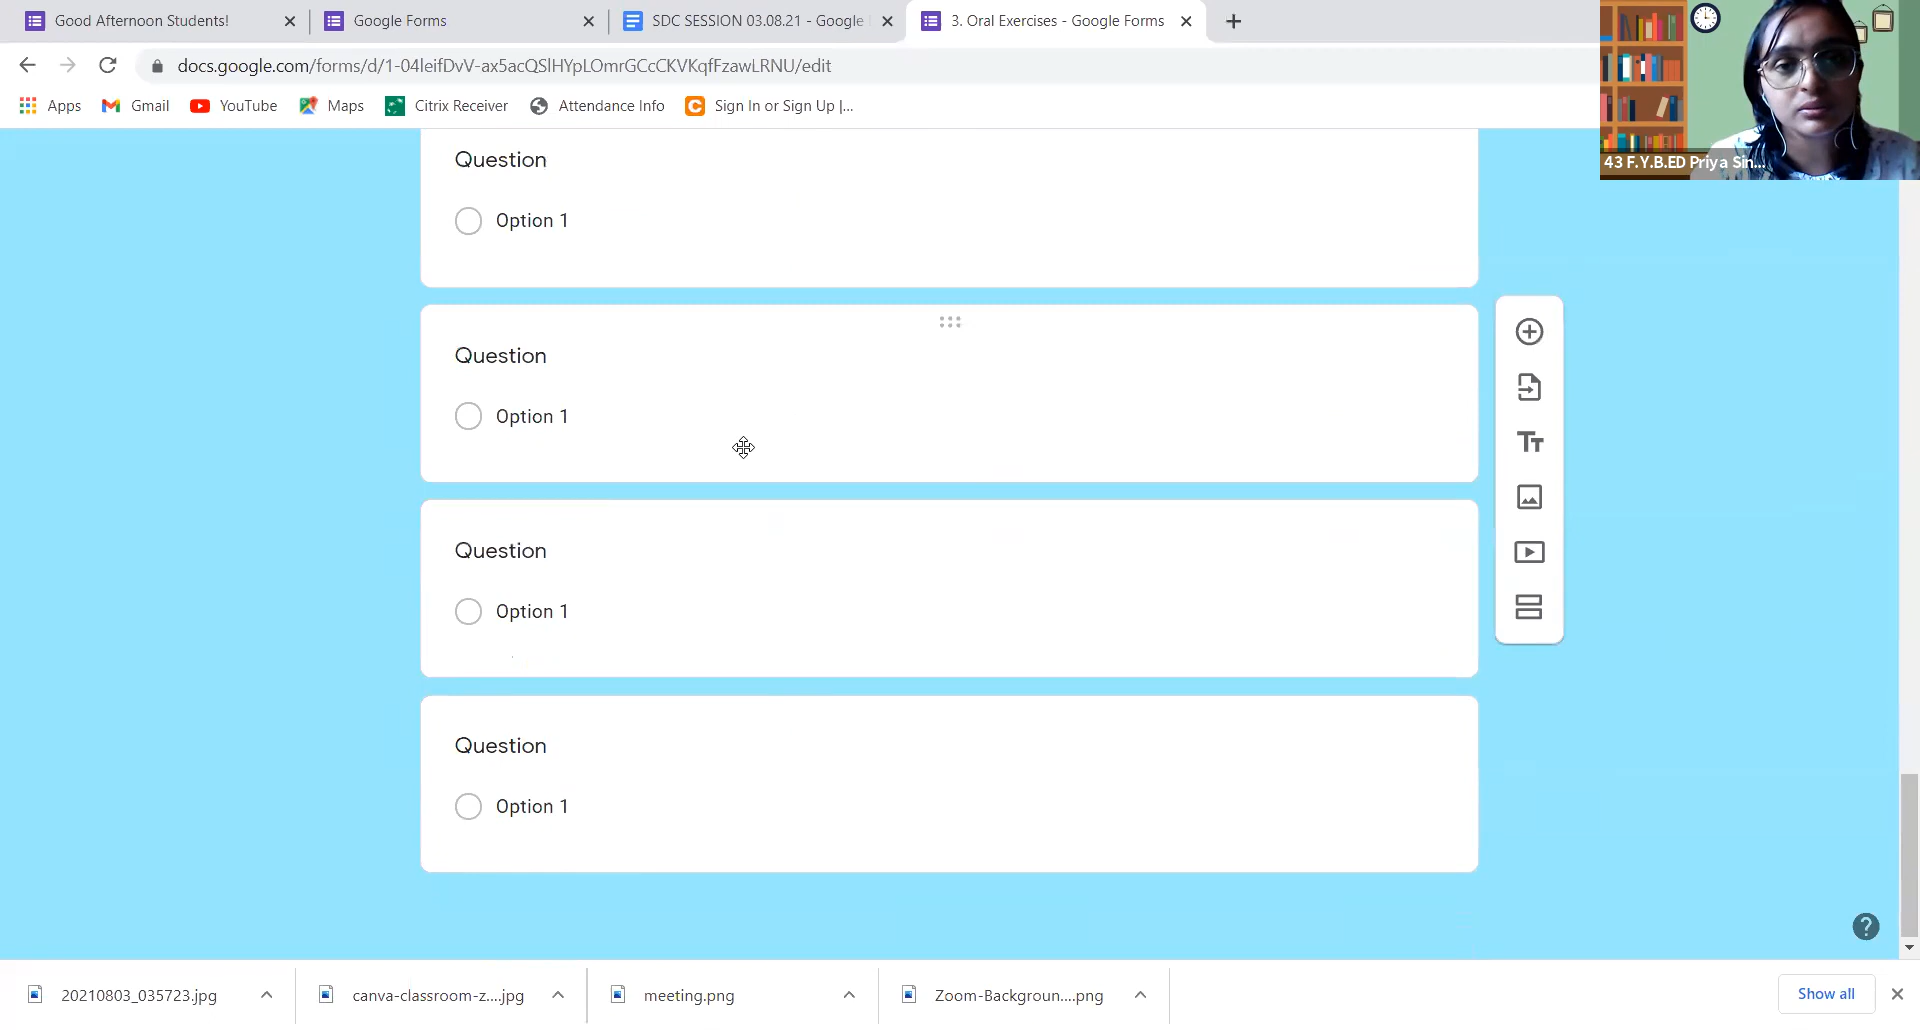 Good Afternoon Students!
Google Forms
SDC SESSION 03.08.21 - Google
3. Oral Exercises - Google Forms
docs.google.com/forms/d/1-04leifDvV-ax5acQSlHYpLOmrGCcCKVKqfFzawLRNU/edit
Apps
Gmail
YouTube
Maps
Citrix Receiver
Attendance Info
Sign In or Sign Up |...
43 F.Y.B.ED Priya Sin...
Question
Option 1
Question
Option 1
Question
Option 1
Question
Option 1
20210803_035723.jpg
canva-classroom-z....jpg
meeting.png
Zoom-Backgroun....png
Show all